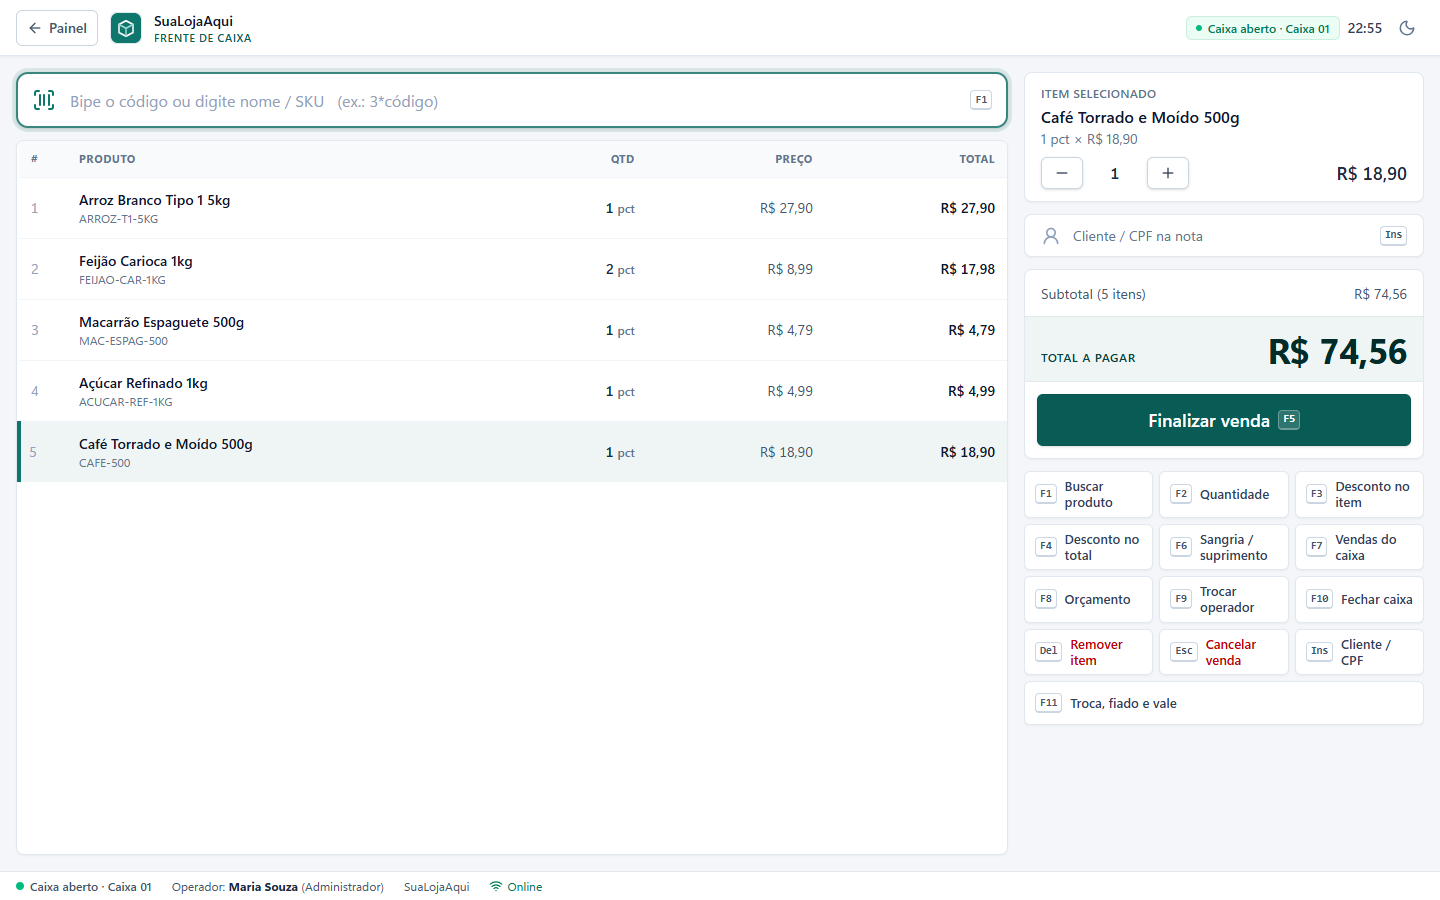 Painel
SuaLojaAqui
FRENTE DE CAIXA
Caixa aberto · Caixa 01
22:55
Bipe o código ou digite nome / SKU (ex.: 3*código)
F1
# PRODUTO QTD PREÇO TOTAL
1 Arroz Branco Tipo 1 5kg 1 pct R$ 27,90 R$ 27,90
ARROZ-T1-5KG
2 Feijão Carioca 1kg 2 pct R$ 8,99 R$ 17,98
FEIJAO-CAR-1KG
3 Macarrão Espaguete 500g 1 pct R$ 4,79 R$ 4,79
MAC-ESPAG-500
4 Açúcar Refinado 1kg 1 pct R$ 4,99 R$ 4,99
ACUCAR-REF-1KG
5 Café Torrado e Moído 500g 1 pct R$ 18,90 R$ 18,90
CAFE-500
ITEM SELECIONADO
Café Torrado e Moído 500g
1 pct × R$ 18,90
− 1 + R$ 18,90
Cliente / CPF na nota Ins
Subtotal (5 itens) R$ 74,56
TOTAL A PAGAR R$ 74,56
Finalizar venda F5
F1 Buscar produto
F2 Quantidade
F3 Desconto no item
F4 Desconto no total
F6 Sangria / suprimento
F7 Vendas do caixa
F8 Orçamento
F9 Trocar operador
F10 Fechar caixa
Del Remover item
Esc Cancelar venda
Ins Cliente / CPF
F11 Troca, fiado e vale
Caixa aberto · Caixa 01 Operador: Maria Souza (Administrador) SuaLojaAqui Online